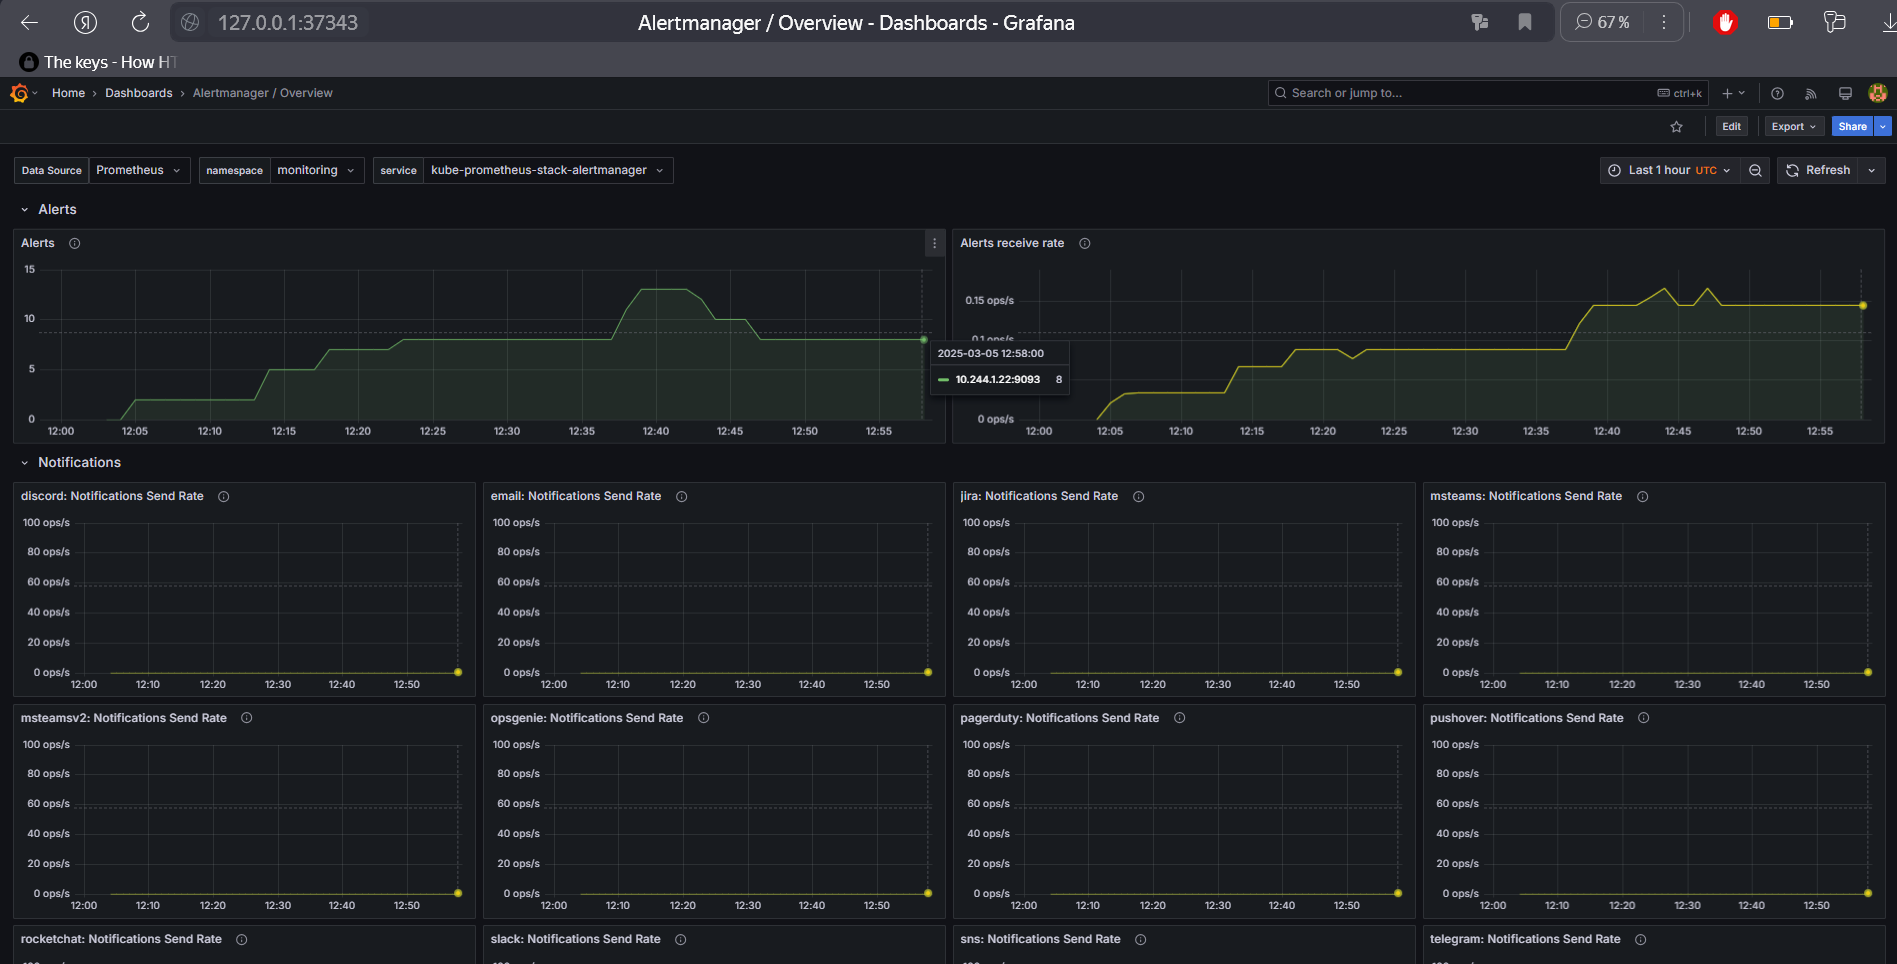 Я 127.0.0.1:37343 Alertmanager / Overview - Dashboards - Grafana 67 %
The keys - How HT
Home › Dashboards › Alertmanager / Overview Search or jump to... ctrl+k
Edit Export Share
Data Source Prometheus namespace monitoring service kube-prometheus-stack-alertmanager Last 1 hour UTC Refresh
Alerts
Alerts
15
10
5
0
12:00 12:05 12:10 12:15 12:20 12:25 12:30 12:35 12:40 12:45 12:50 12:55
2025-03-05 12:58:00
10.244.1.22:9093 8
Alerts receive rate
0.15 ops/s
0.1 ops/s
0 ops/s
12:00 12:05 12:10 12:15 12:20 12:25 12:30 12:35 12:40 12:45 12:50 12:55
Notifications
discord: Notifications Send Rate
100 ops/s
80 ops/s
60 ops/s
40 ops/s
20 ops/s
0 ops/s
12:00 12:10 12:20 12:30 12:40 12:50
email: Notifications Send Rate
100 ops/s
80 ops/s
60 ops/s
40 ops/s
20 ops/s
0 ops/s
12:00 12:10 12:20 12:30 12:40 12:50
jira: Notifications Send Rate
100 ops/s
80 ops/s
60 ops/s
40 ops/s
20 ops/s
0 ops/s
12:00 12:10 12:20 12:30 12:40 12:50
msteams: Notifications Send Rate
100 ops/s
80 ops/s
60 ops/s
40 ops/s
20 ops/s
0 ops/s
12:00 12:10 12:20 12:30 12:40 12:50
msteamsv2: Notifications Send Rate
100 ops/s
80 ops/s
60 ops/s
40 ops/s
20 ops/s
0 ops/s
12:00 12:10 12:20 12:30 12:40 12:50
opsgenie: Notifications Send Rate
100 ops/s
80 ops/s
60 ops/s
40 ops/s
20 ops/s
0 ops/s
12:00 12:10 12:20 12:30 12:40 12:50
pagerduty: Notifications Send Rate
100 ops/s
80 ops/s
60 ops/s
40 ops/s
20 ops/s
0 ops/s
12:00 12:10 12:20 12:30 12:40 12:50
pushover: Notifications Send Rate
100 ops/s
80 ops/s
60 ops/s
40 ops/s
20 ops/s
0 ops/s
12:00 12:10 12:20 12:30 12:40 12:50
rocketchat: Notifications Send Rate
slack: Notifications Send Rate
sns: Notifications Send Rate
telegram: Notifications Send Rate